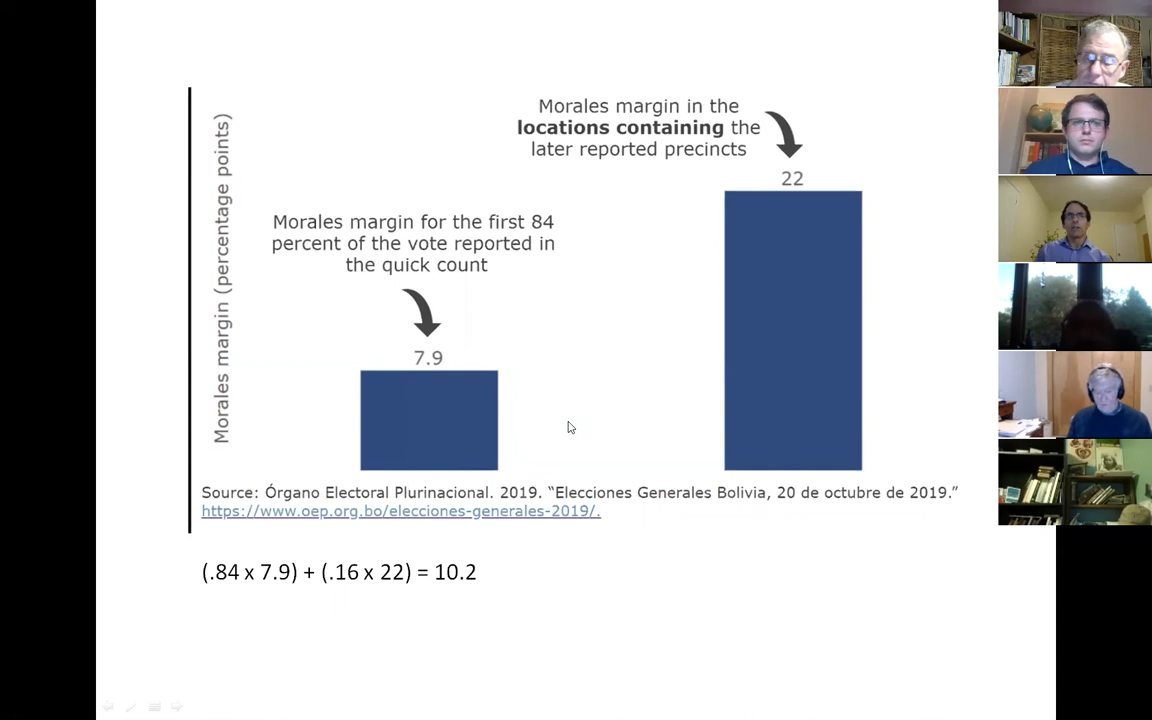 Morales margin (percentage points)
Morales margin in the
locations containing the
later reported precincts
22
Morales margin for the first 84
percent of the vote reported in
the quick count
7.9
Source: Órgano Electoral Plurinacional. 2019. “Elecciones Generales Bolivia, 20 de octubre de 2019.”
https://www.oep.org.bo/elecciones-generales-2019/.
(.84 x 7.9) + (.16 x 22) = 10.2